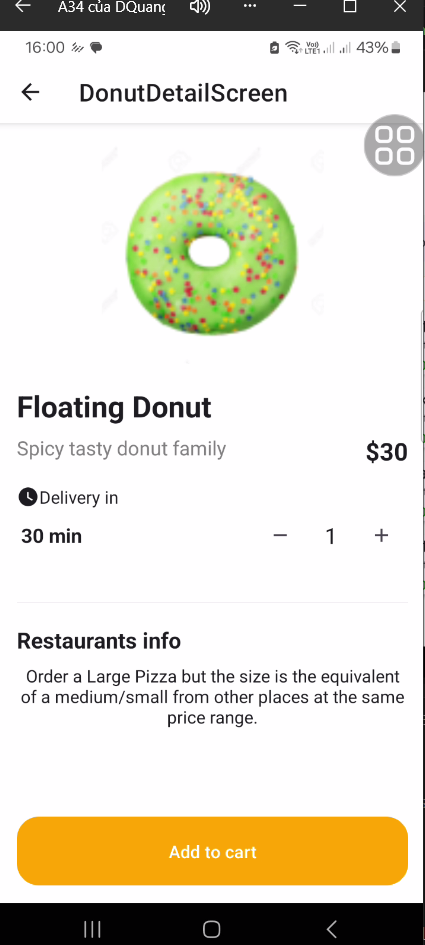 A34 của DQuang
16:00
Vo))
LTE1
43%
DonutDetailScreen
Floating Donut
Spicy tasty donut family
$30
Delivery in
30 min
− 1 +
Restaurants info
Order a Large Pizza but the size is the equivalent
of a medium/small from other places at the same
price range.
Add to cart